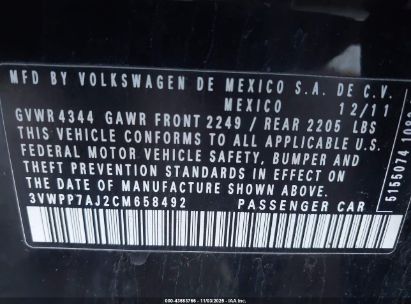 MFD BY VOLKSWAGEN DE MEXICO S.A. DE C.V.
MEXICO 12/11
GVWR 4344 GAWR FRONT 2249 / REAR 2205 LBS
THIS VEHICLE CONFORMS TO ALL APPLICABLE U.S.
FEDERAL MOTOR VEHICLE SAFETY, BUMPER AND
THEFT PREVENTION STANDARDS IN EFFECT ON
THE DATE OF MANUFACTURE SHOWN ABOVE.
3VWPP7AJ2CM658492 PASSENGER CAR